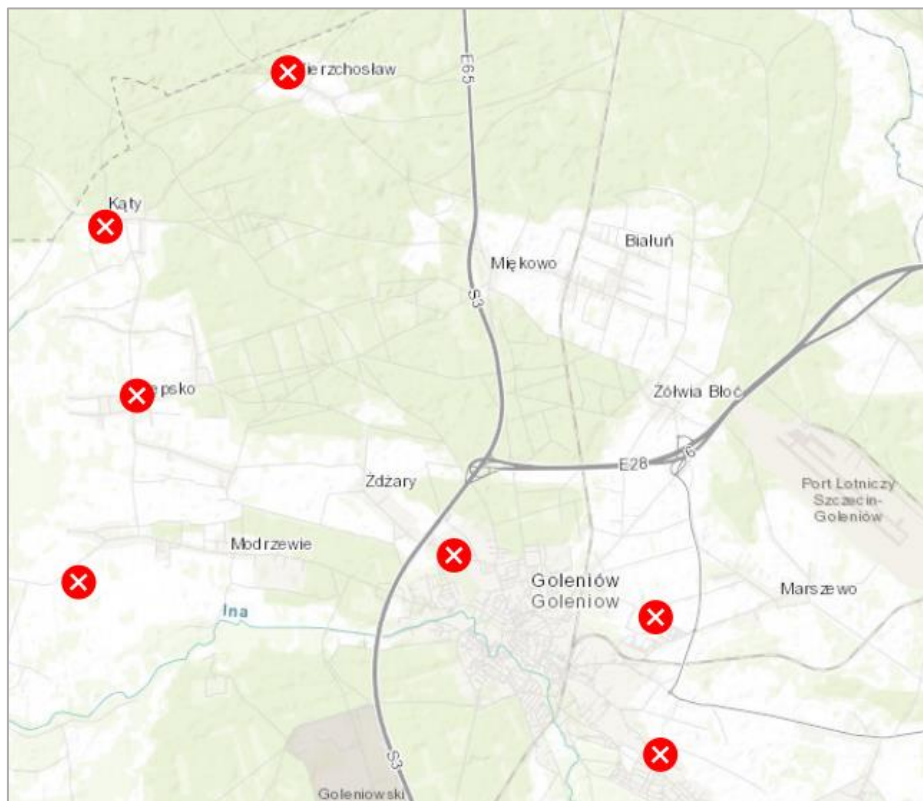 ierzchosław
E65
Kąty
Białuń
Miękowo
S3
epsko
Żółwia Błoć
E28
6
Żdżary
Port Lotniczy
Szczecin-
Goleniów
Modrzewie
Goleniów
Goleniow
Marszewo
Ina
S3
Goleniowski